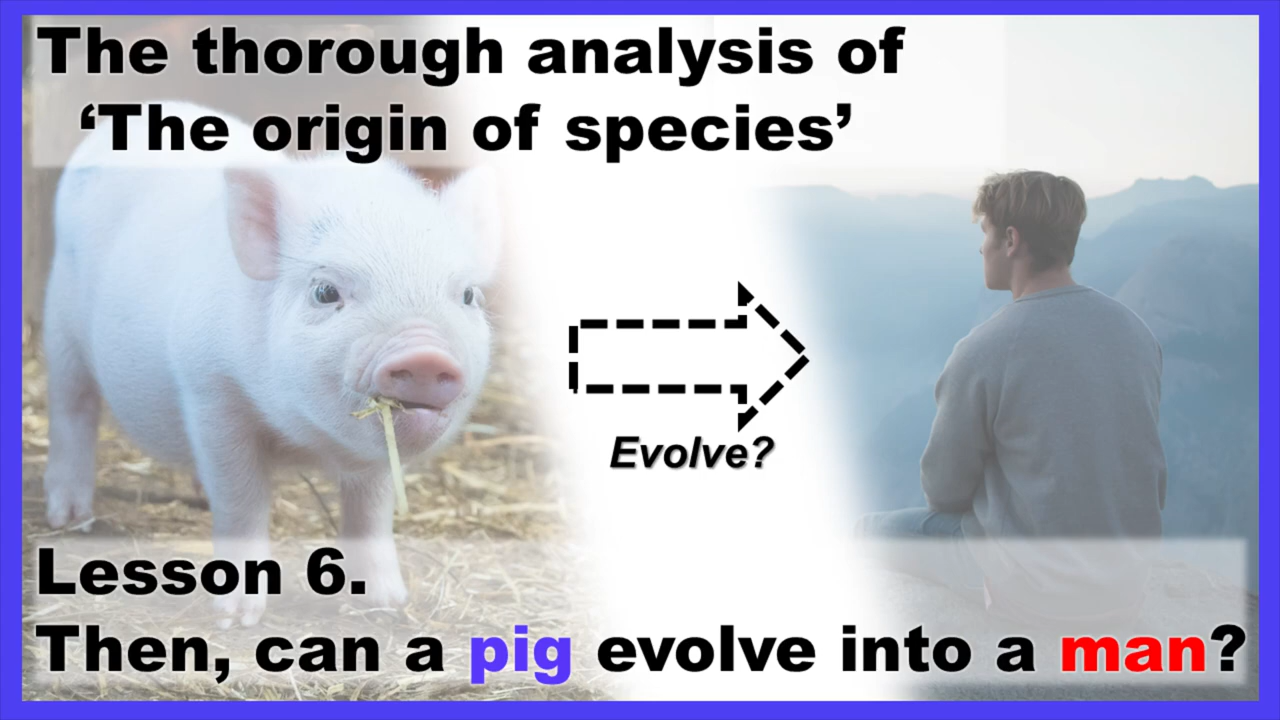 The thorough analysis of
‘The origin of species’
Evolve?
Lesson 6.
Then, can a pig evolve into a man?